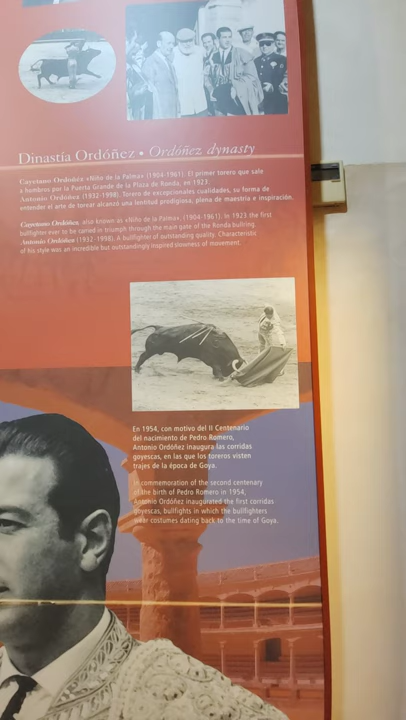 Dinastía Ordóñez • Ordóñez dynasty
Cayetano Ordoñéz «Niño de la Palma» (1904-1961). El primer torero que sale
a hombros por la Puerta Grande de la Plaza de Ronda, en 1923.
Antonio Ordóñez (1932-1998). Torero de excepcionales cualidades, su forma de
entender el arte de torear alcanzó una lentitud prodigiosa, plena de maestría e inspiración.
Cayetano Ordóñez, also known as «Niño de la Palma», (1904-1961). In 1923 the first
bullfighter ever to be carried in triumph through the main gate of the Ronda bullring.
Antonio Ordóñez (1932-1998). A bullfighter of outstanding quality. Characteristic
of his style was an incredible but outstandingly inspired slowness of movement.
En 1954, con motivo del II Centenario
del nacimiento de Pedro Romero,
Antonio Ordóñez inaugura las corridas
goyescas, en las que los toreros visten
trajes de la época de Goya.
In commemoration of the second centenary
of the birth of Pedro Romero in 1954,
Antonio Ordóñez inaugurated the first corridas
goyescas, bullfights in which the bullfighters
wear costumes dating back to the time of Goya.